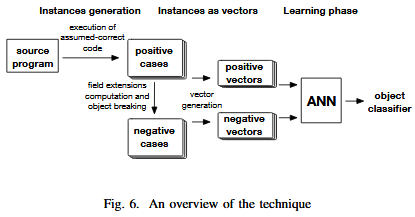 Instances generation
Instances as vectors
Learning phase
execution of
assumed-correct
code
source
program
positive
cases
positive
vectors
field extensions
computation and
object breaking
vector
generation
ANN
object
classifier
negative
cases
negative
vectors
Fig. 6. An overview of the technique